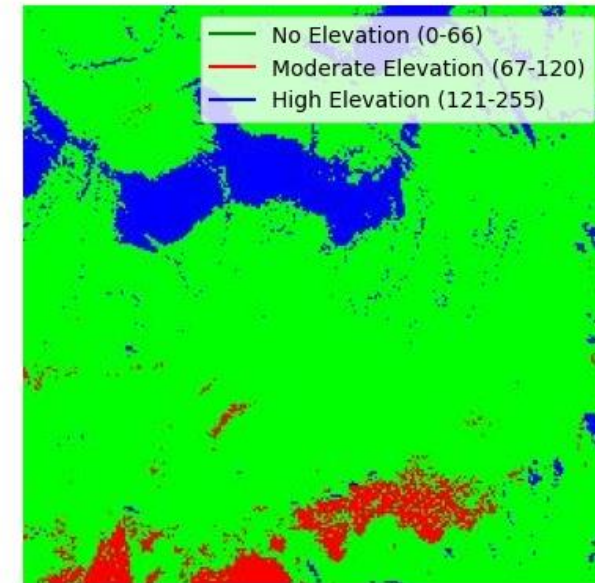 No Elevation (0-66)
Moderate Elevation (67-120)
High Elevation (121-255)